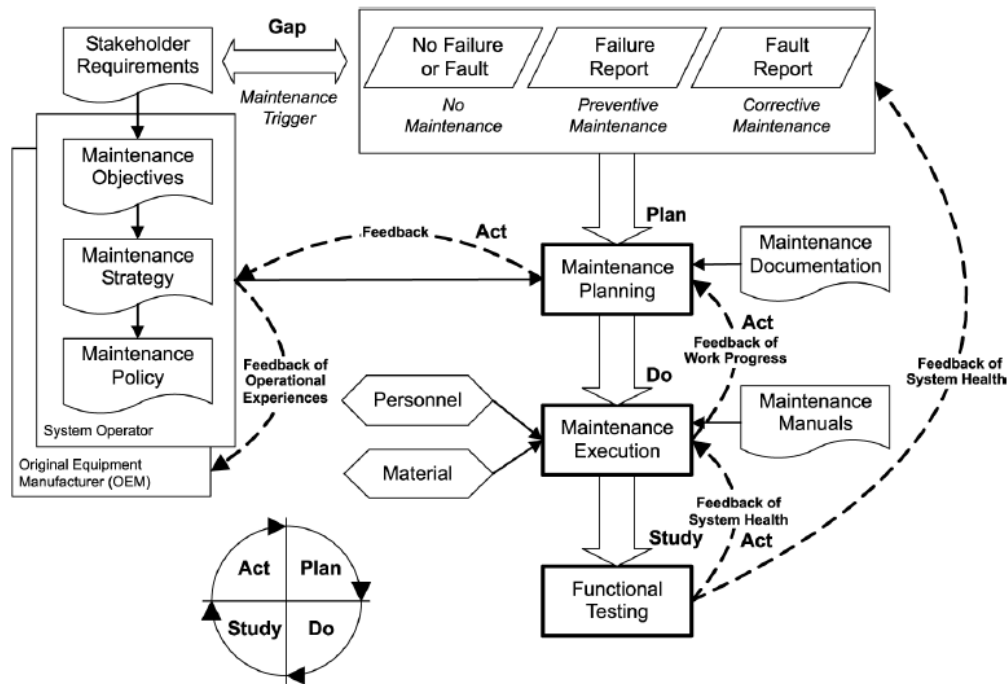 Stakeholder
Requirements
Gap
Maintenance
Trigger
No Failure
or Fault
Failure
Report
Fault
Report
No
Maintenance
Preventive
Maintenance
Corrective
Maintenance
Maintenance
Objectives
Maintenance
Strategy
Maintenance
Policy
System Operator
Original Equipment
Manufacturer (OEM)
Feedback
Act
Feedback of
Operational
Experiences
Plan
Maintenance
Planning
Maintenance
Documentation
Act
Feedback of
Work Progress
Do
Personnel
Material
Maintenance
Execution
Maintenance
Manuals
Feedback of
System Health
Feedback of
System Health
Act
Study
Functional
Testing
Act
Plan
Study
Do